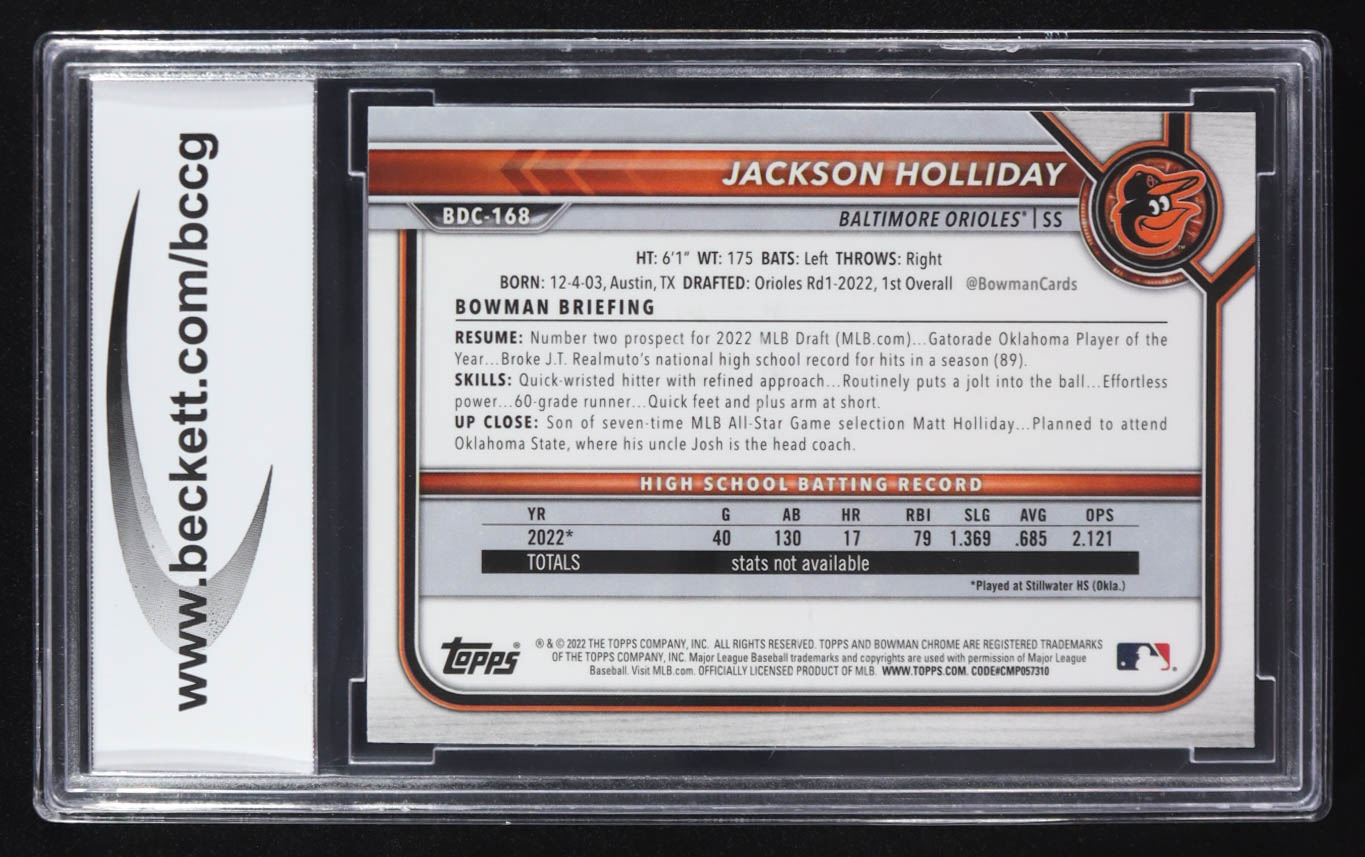 www.beckett.com/bccg
JACKSON HOLLIDAY
BDC-168
BALTIMORE ORIOLES® | SS
HT: 6'1" WT: 175 BATS: Left THROWS: Right
BORN: 12-4-03, Austin, TX DRAFTED: Orioles Rd1-2022, 1st Overall @BowmanCards
BOWMAN BRIEFING
RESUME: Number two prospect for 2022 MLB Draft (MLB.com)...Gatorade Oklahoma Player of the
Year...Broke J.T. Realmuto's national high school record for hits in a season (89).
SKILLS: Quick-wristed hitter with refined approach...Routinely puts a jolt into the ball...Effortless
power...60-grade runner...Quick feet and plus arm at short.
UP CLOSE: Son of seven-time MLB All-Star Game selection Matt Holliday...Planned to attend
Oklahoma State, where his uncle Josh is the head coach.
HIGH SCHOOL BATTING RECORD
YR G AB HR RBI SLG AVG OPS
2022* 40 130 17 79 1.369 .685 2.121
TOTALS stats not available
*Played at Stillwater HS (Okla.)
TOPPS®
® & © 2022 THE TOPPS COMPANY, INC. ALL RIGHTS RESERVED. TOPPS AND BOWMAN CHROME ARE REGISTERED TRADEMARKS
OF THE TOPPS COMPANY, INC. Major League Baseball trademarks and copyrights are used with permission of Major League
Baseball. Visit MLB.com. OFFICIALLY LICENSED PRODUCT OF MLB. WWW.TOPPS.COM. CODE#CMP057310